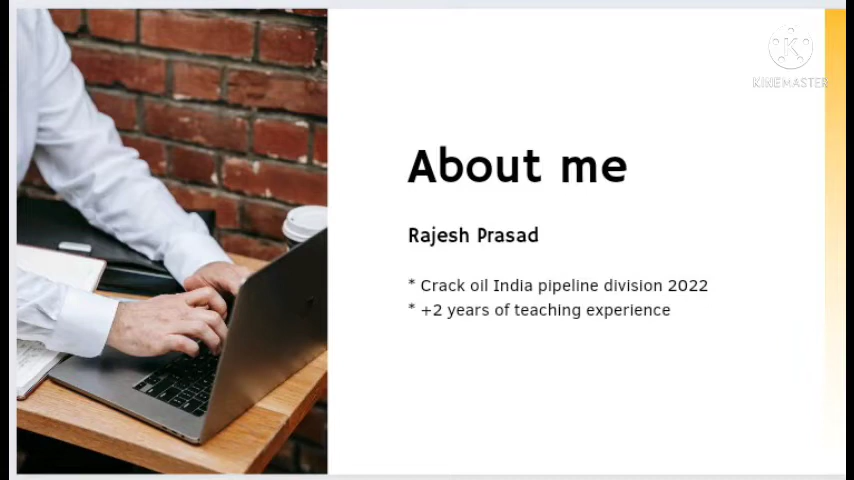 KINEMASTER
About me
Rajesh Prasad
* Crack oil India pipeline division 2022
* +2 years of teaching experience